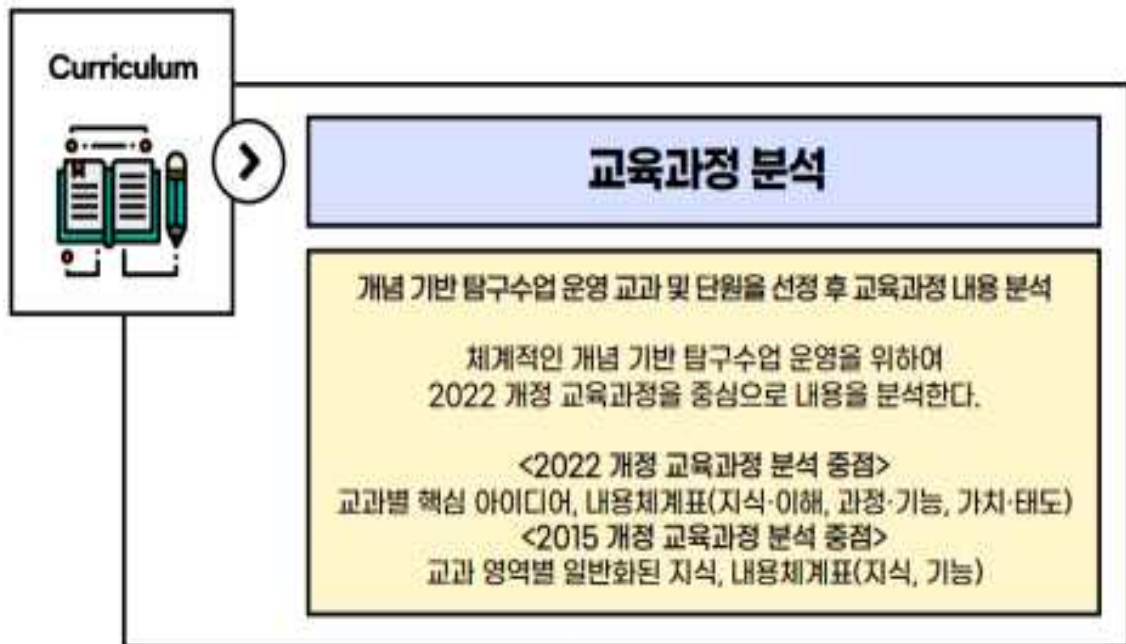 Curriculum
교육과정 분석
개념 기반 탐구수업 운영 교과 및 단원을 선정 후 교육과정 내용 분석
체계적인 개념 기반 탐구수업 운영을 위하여
2022 개정 교육과정을 중심으로 내용을 분석한다.
<2022 개정 교육과정 분석 중점>
교과별 핵심 아이디어, 내용체계표(지식·이해, 과정·기능, 가치·태도)
<2015 개정 교육과정 분석 중점>
교과 영역별 일반화된 지식, 내용체계표(지식, 기능)